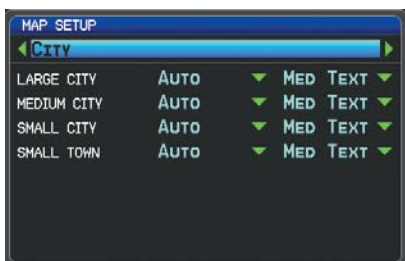 MAP SETUP
CITY
LARGE CITY AUTO MED TEXT
MEDIUM CITY AUTO MED TEXT
SMALL CITY AUTO MED TEXT
SMALL TOWN AUTO MED TEXT